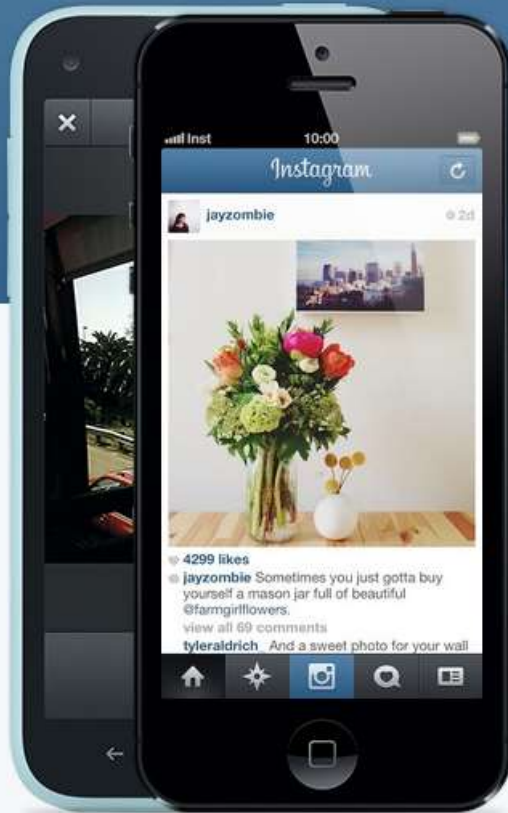 Inst
10:00
Instagram
jayzombie
2d
4299 likes
jayzombie Sometimes you just gotta buy
yourself a mason jar full of beautiful
@farmgirlflowers.
view all 69 comments
tyleraldrich And a sweet photo for your wall